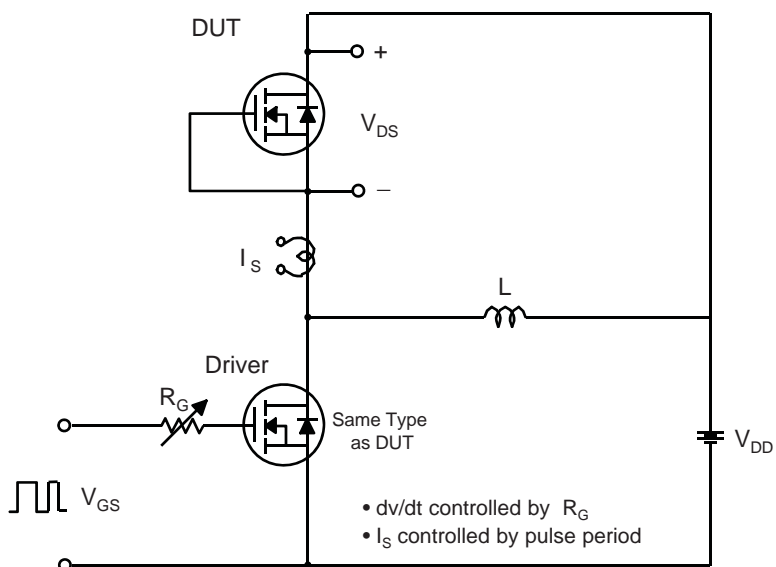 DUT
+
V_DS
–
I_S
L
Driver
R_G
Same Type
as DUT
V_DD
V_GS
• dv/dt controlled by R_G
• I_S controlled by pulse period